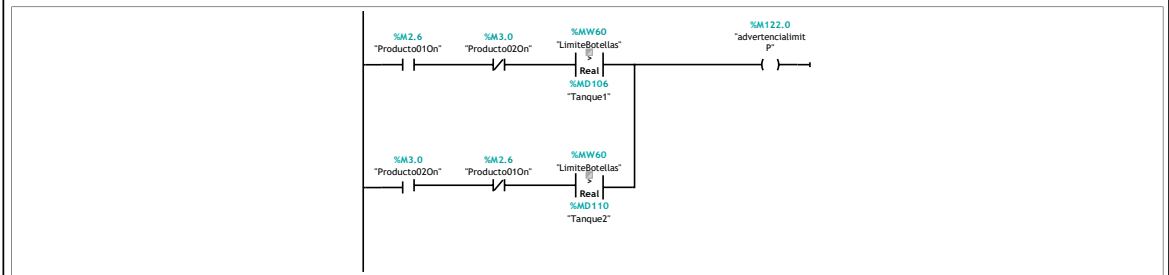 %M2.6
"Producto01On"
%M3.0
"Producto02On"
%MW60
"LimiteBotellas"
>
Real
%MD106
"Tanque1"
%M122.0
"advertencialimit
P"
%M3.0
"Producto02On"
%M2.6
"Producto01On"
%MW60
"LimiteBotellas"
>
Real
%MD110
"Tanque2"